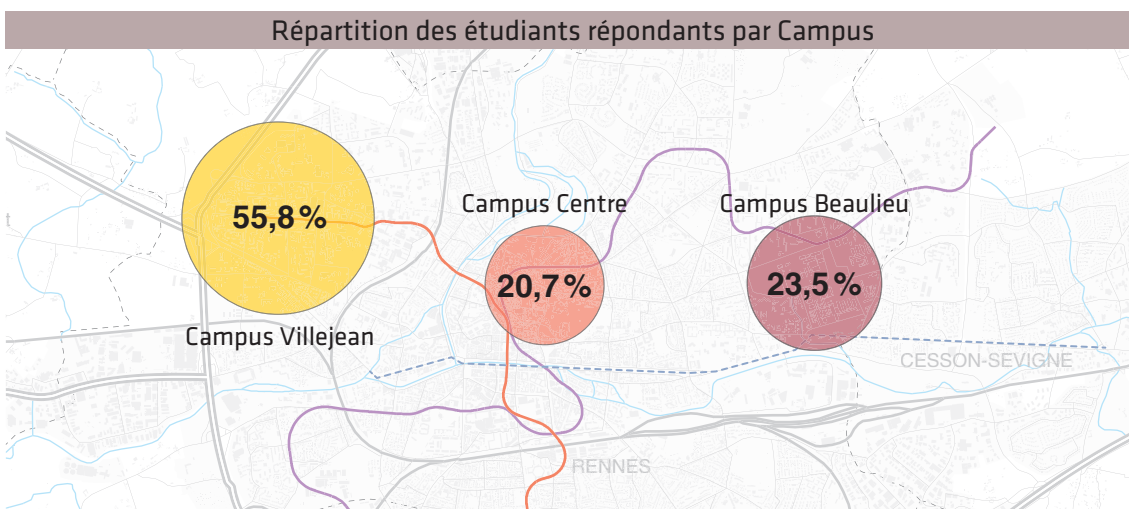 Répartition des étudiants répondants par Campus
55,8 %
Campus Villejean
Campus Centre
20,7 %
Campus Beaulieu
23,5 %
CESSON-SEVIGNE
RENNES